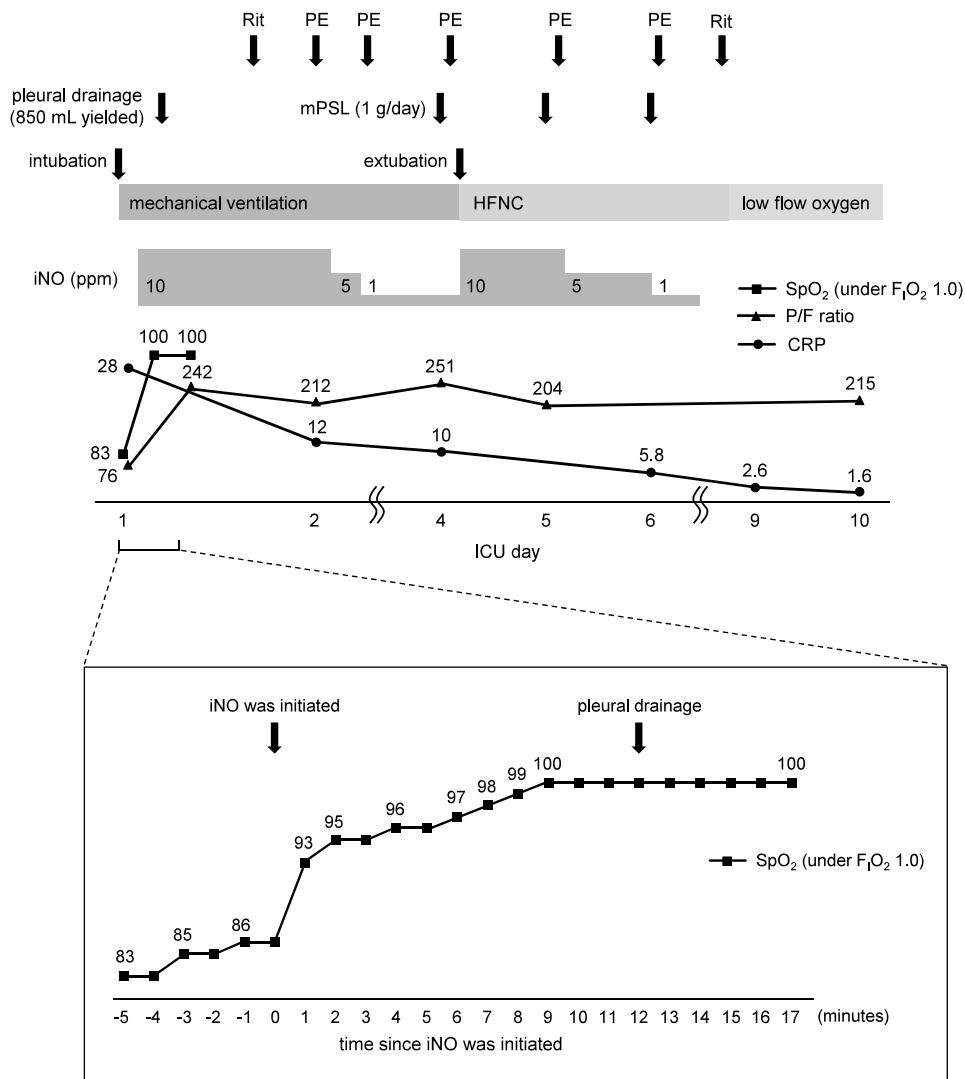 Rit PE PE PE PE PE Rit
pleural drainage
(850 mL yielded)
mPSL (1 g/day)
intubation extubation
mechanical ventilation HFNC low flow oxygen
iNO (ppm) 10 5 1 10 5 1
SpO₂ (under FIO₂ 1.0)
P/F ratio
CRP
100 100
28 242 212 251 204 215
12 10 5.8 2.6 1.6
83
76
1 2 4 5 6 9 10
ICU day
iNO was initiated pleural drainage
83 85 86 93 95 96 97 98 99 100 100
SpO₂ (under FIO₂ 1.0)
-5 -4 -3 -2 -1 0 1 2 3 4 5 6 7 8 9 10 11 12 13 14 15 16 17 (minutes)
time since iNO was initiated